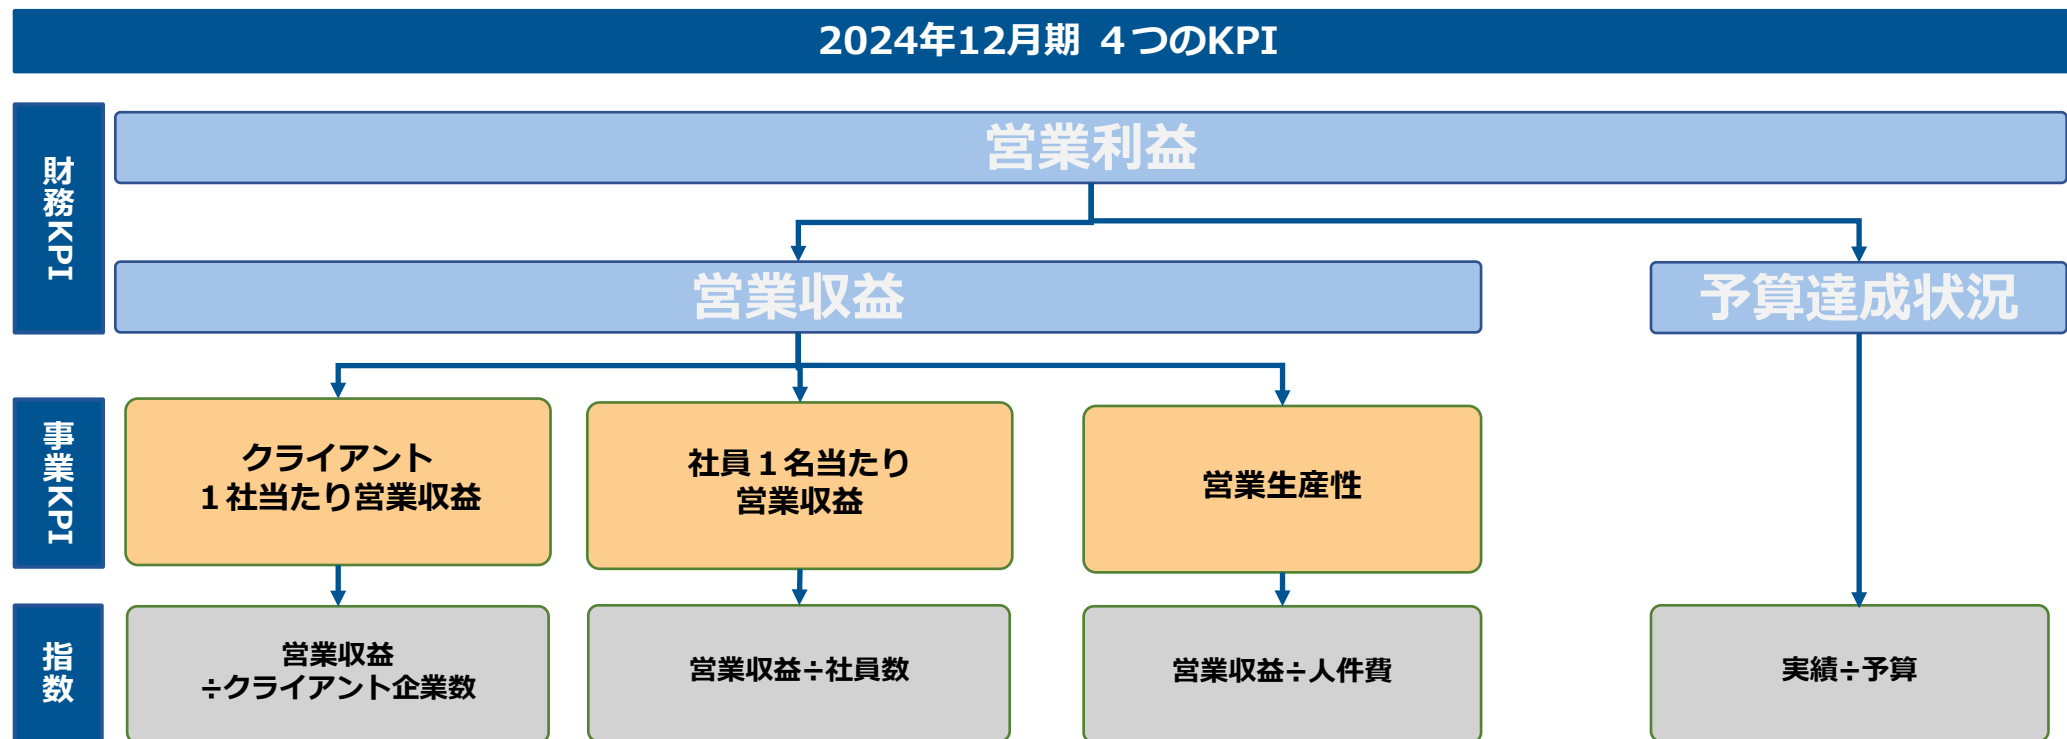 2024年12月期 ４つのKPI
財務KPI
営業利益
営業収益
予算達成状況
事業KPI
クライアント
１社当たり営業収益
社員１名当たり
営業収益
営業生産性
指数
営業収益
÷クライアント企業数
営業収益÷社員数
営業収益÷人件費
実績÷予算